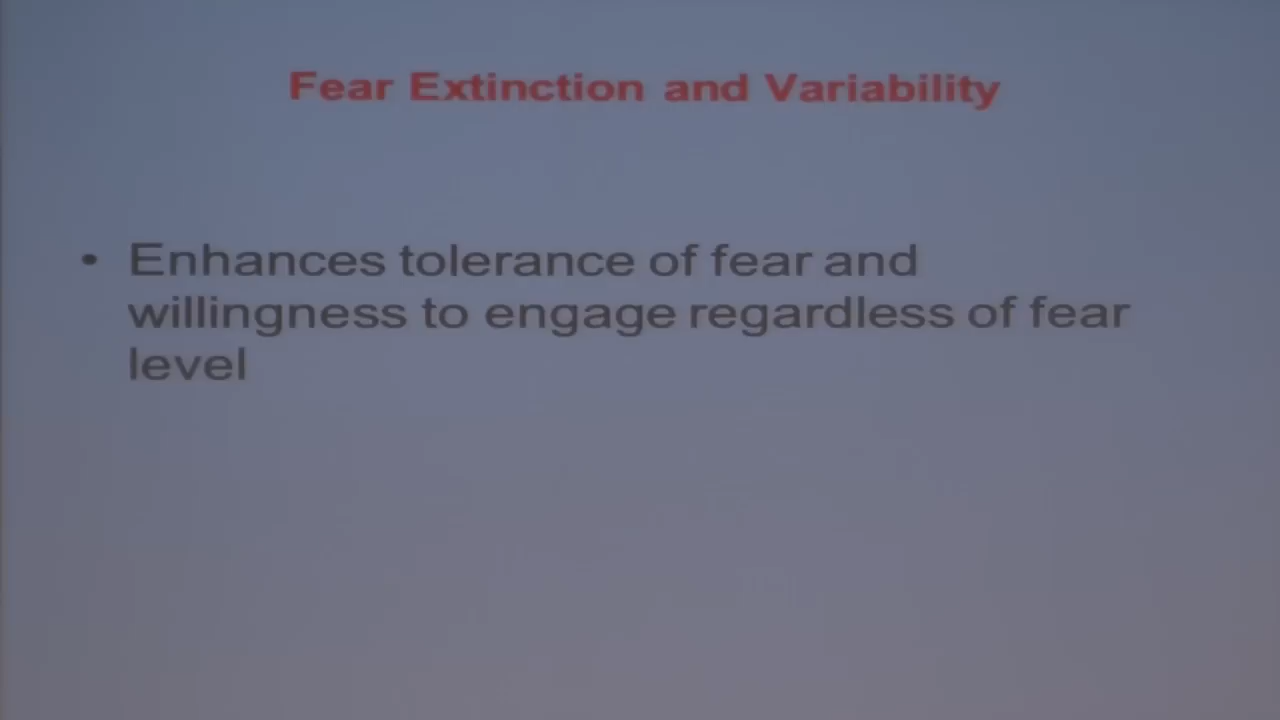 Fear Extinction and Variability
• Enhances tolerance of fear and
willingness to engage regardless of fear
level